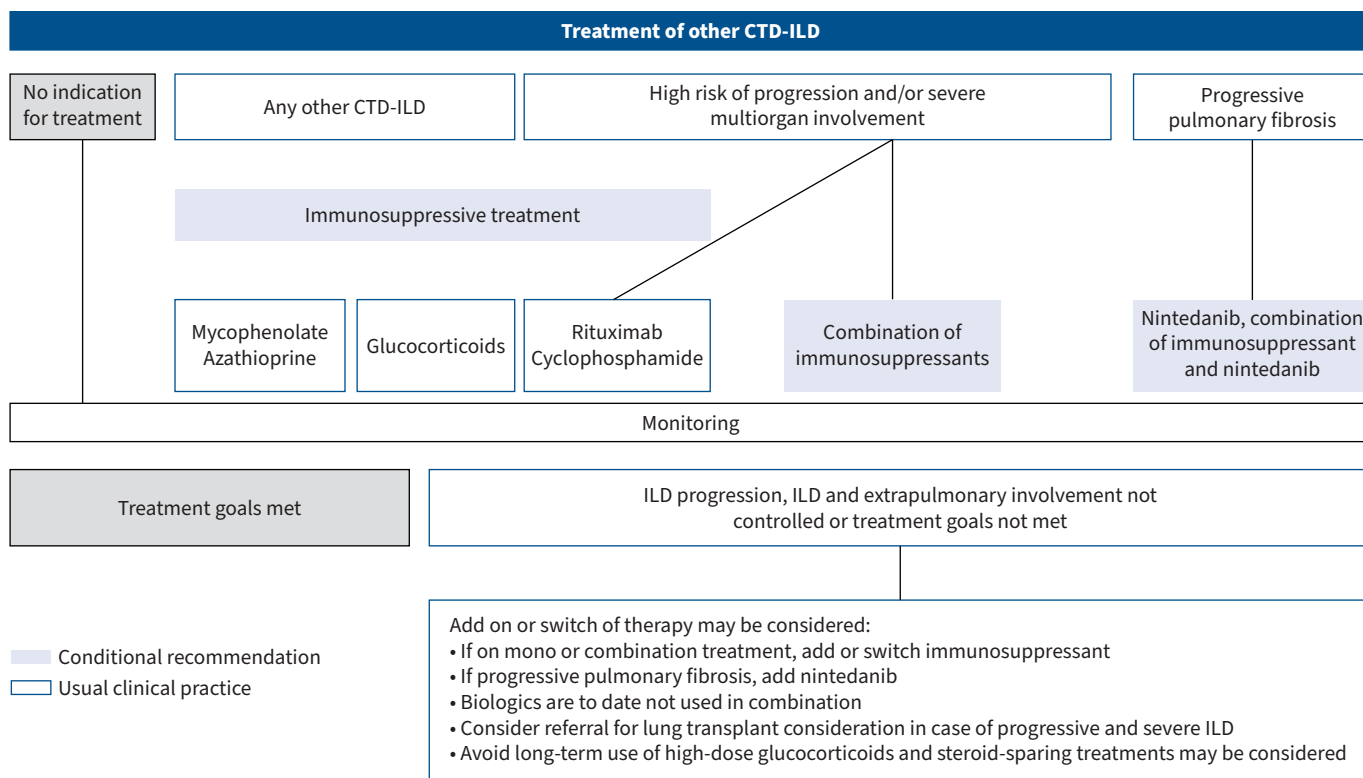 Treatment of other CTD-ILD
No indication
for treatment
Any other CTD-ILD
High risk of progression and/or severe
multiorgan involvement
Progressive
pulmonary fibrosis
Immunosuppressive treatment
Mycophenolate
Azathioprine
Glucocorticoids
Rituximab
Cyclophosphamide
Combination of
immunosuppressants
Nintedanib, combination
of immunosuppressant
and nintedanib
Monitoring
Treatment goals met
ILD progression, ILD and extrapulmonary involvement not
controlled or treatment goals not met
Add on or switch of therapy may be considered:
• If on mono or combination treatment, add or switch immunosuppressant
• If progressive pulmonary fibrosis, add nintedanib
• Biologics are to date not used in combination
• Consider referral for lung transplant consideration in case of progressive and severe ILD
• Avoid long-term use of high-dose glucocorticoids and steroid-sparing treatments may be considered
Conditional recommendation
Usual clinical practice